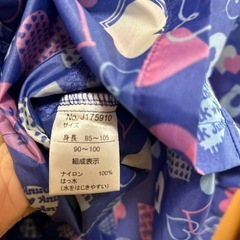 No. J175910
サイズ
身長 85～105
90～100
組成表示
ナイロン 100%
はっ水
(水をはじきやすい)